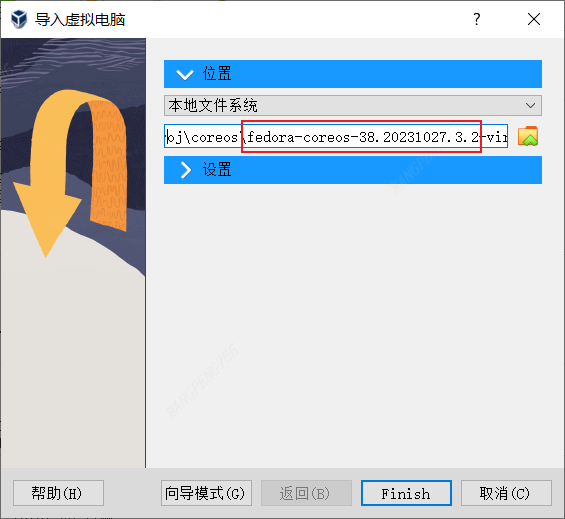 导入虚拟电脑
位置
本地文件系统
oj\coreos\fedora-coreos-38.20231027.3.2-vir
设置
帮助(H)
向导模式(G)
返回(B)
Finish
取消(C)